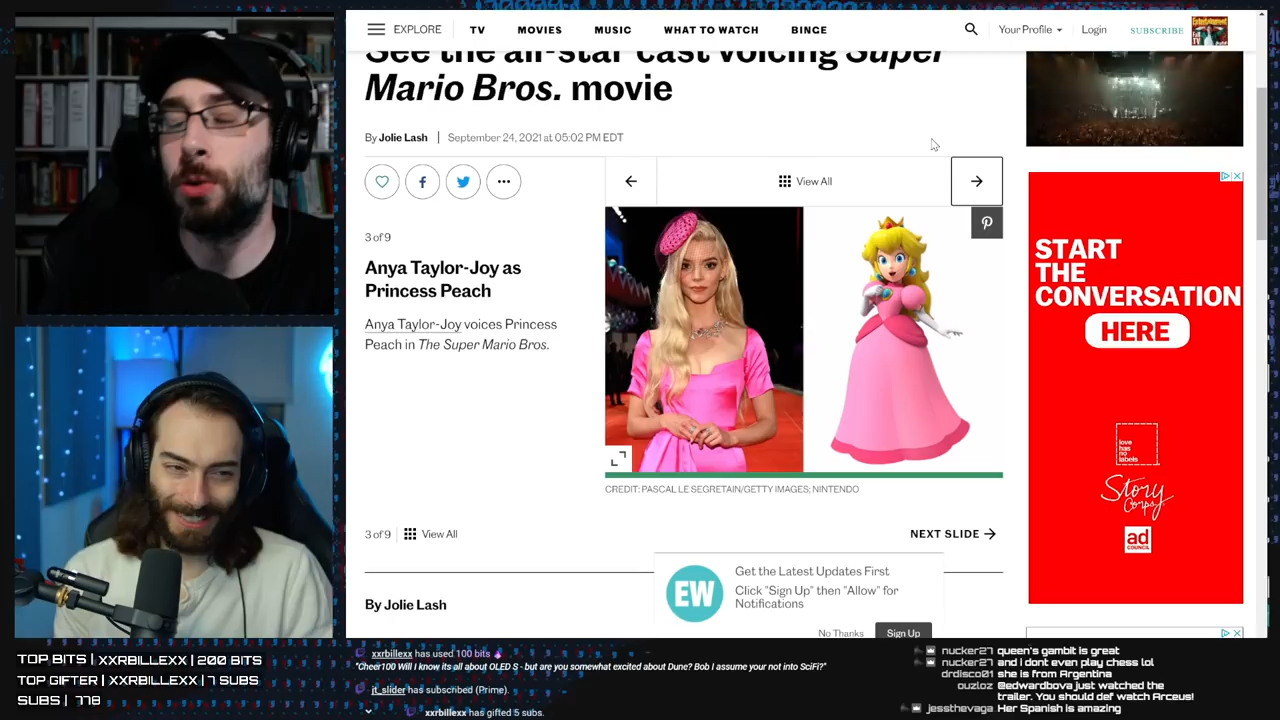 EXPLORE
TV
MOVIES
MUSIC
WHAT TO WATCH
BINGE
Your Profile
Login
SUBSCRIBE
See the all-star cast voicing Super
Mario Bros. movie
By Jolie Lash
September 24, 2021 at 05:02 PM EDT
View All
3 of 9
Anya Taylor-Joy as
Princess Peach
Anya Taylor-Joy voices Princess
Peach in The Super Mario Bros.
CREDIT: PASCAL LE SEGRETAIN/GETTY IMAGES; NINTENDO
3 of 9
View All
NEXT SLIDE
By Jolie Lash
EW
Get the Latest Updates First
Click "Sign Up" then "Allow" for
Notifications
No Thanks
Sign Up
START
THE
CONVERSATION
HERE
love
has
no
labels
Story
Corps
ad
COUNCIL
TOP BITS | XXRBILLEXX | 200 BITS
TOP GIFTER | XXRBILLEXX | 7 SUBS
SUBS | 778
xxrbillexx has used 100 bits
"Cheer100 Will I know its all about OLED S - but are you somewhat excited about Dune? Bob I assume your not into SciFi?"
jt_slider has subscribed (Prime).
xxrbillexx has gifted 5 subs.
nucker27 queen's gambit is great
nucker27 and i dont even play chess lol
drdisco01 she is from Argentina
ouzloz @edwardbova just watched the
trailer. You should def watch Arceus!
jessthevaga Her Spanish is amazing